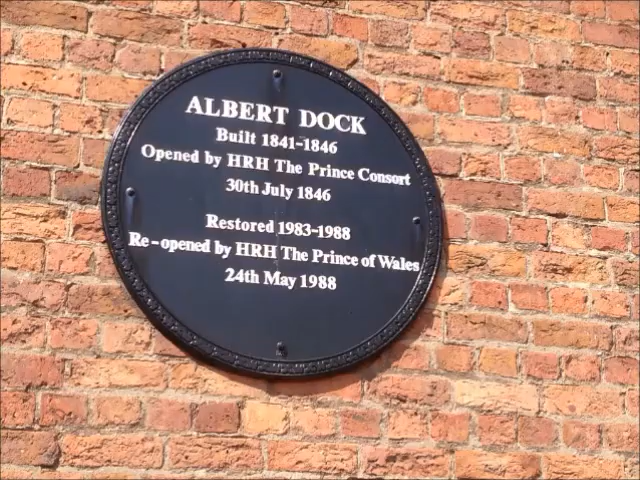 ALBERT DOCK
Built 1841-1846
Opened by HRH The Prince Consort
30th July 1846
Restored 1983-1988
Re-opened by HRH The Prince of Wales
24th May 1988